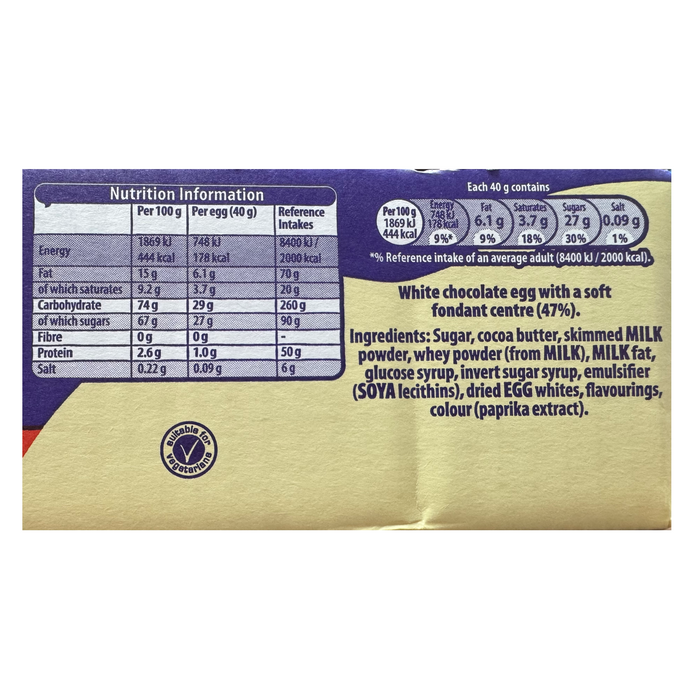 Nutrition Information
Per 100 g Per egg (40 g) Reference Intakes
Energy 1869 kJ 748 kJ 8400 kJ /
444 kcal 178 kcal 2000 kcal
Fat 15 g 6.1 g 70 g
of which saturates 9.2 g 3.7 g 20 g
Carbohydrate 74 g 29 g 260 g
of which sugars 67 g 27 g 90 g
Fibre 0 g 0 g -
Protein 2.6 g 1.0 g 50 g
Salt 0.22 g 0.09 g 6 g
suitable for
vegetarians
Each 40 g contains
Per 100 g
1869 kJ
444 kcal
Energy
748 kJ
178 kcal
9%*
Fat
6.1 g
9%
Saturates
3.7 g
18%
Sugars
27 g
30%
Salt
0.09 g
1%
*% Reference intake of an average adult (8400 kJ / 2000 kcal).
White chocolate egg with a soft
fondant centre (47%).
Ingredients: Sugar, cocoa butter, skimmed MILK
powder, whey powder (from MILK), MILK fat,
glucose syrup, invert sugar syrup, emulsifier
(SOYA lecithins), dried EGG whites, flavourings,
colour (paprika extract).